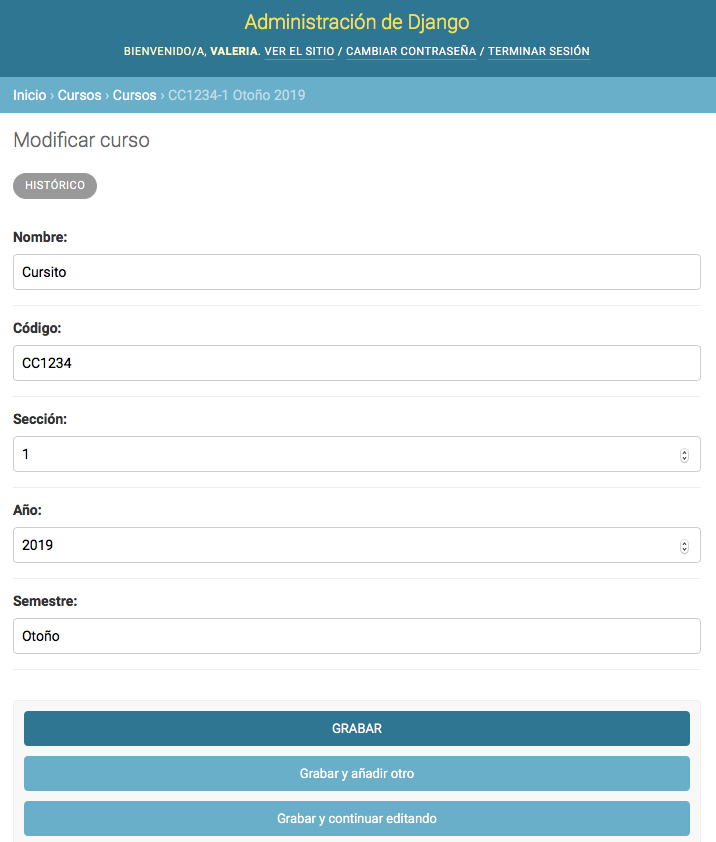 Administración de Django
BIENVENIDO/A, VALERIA. VER EL SITIO / CAMBIAR CONTRASEÑA / TERMINAR SESIÓN
Inicio › Cursos › Cursos › CC1234-1 Otoño 2019
Modificar curso
HISTÓRICO
Nombre:
Cursito
Código:
CC1234
Sección:
1
Año:
2019
Semestre:
Otoño
GRABAR
Grabar y añadir otro
Grabar y continuar editando